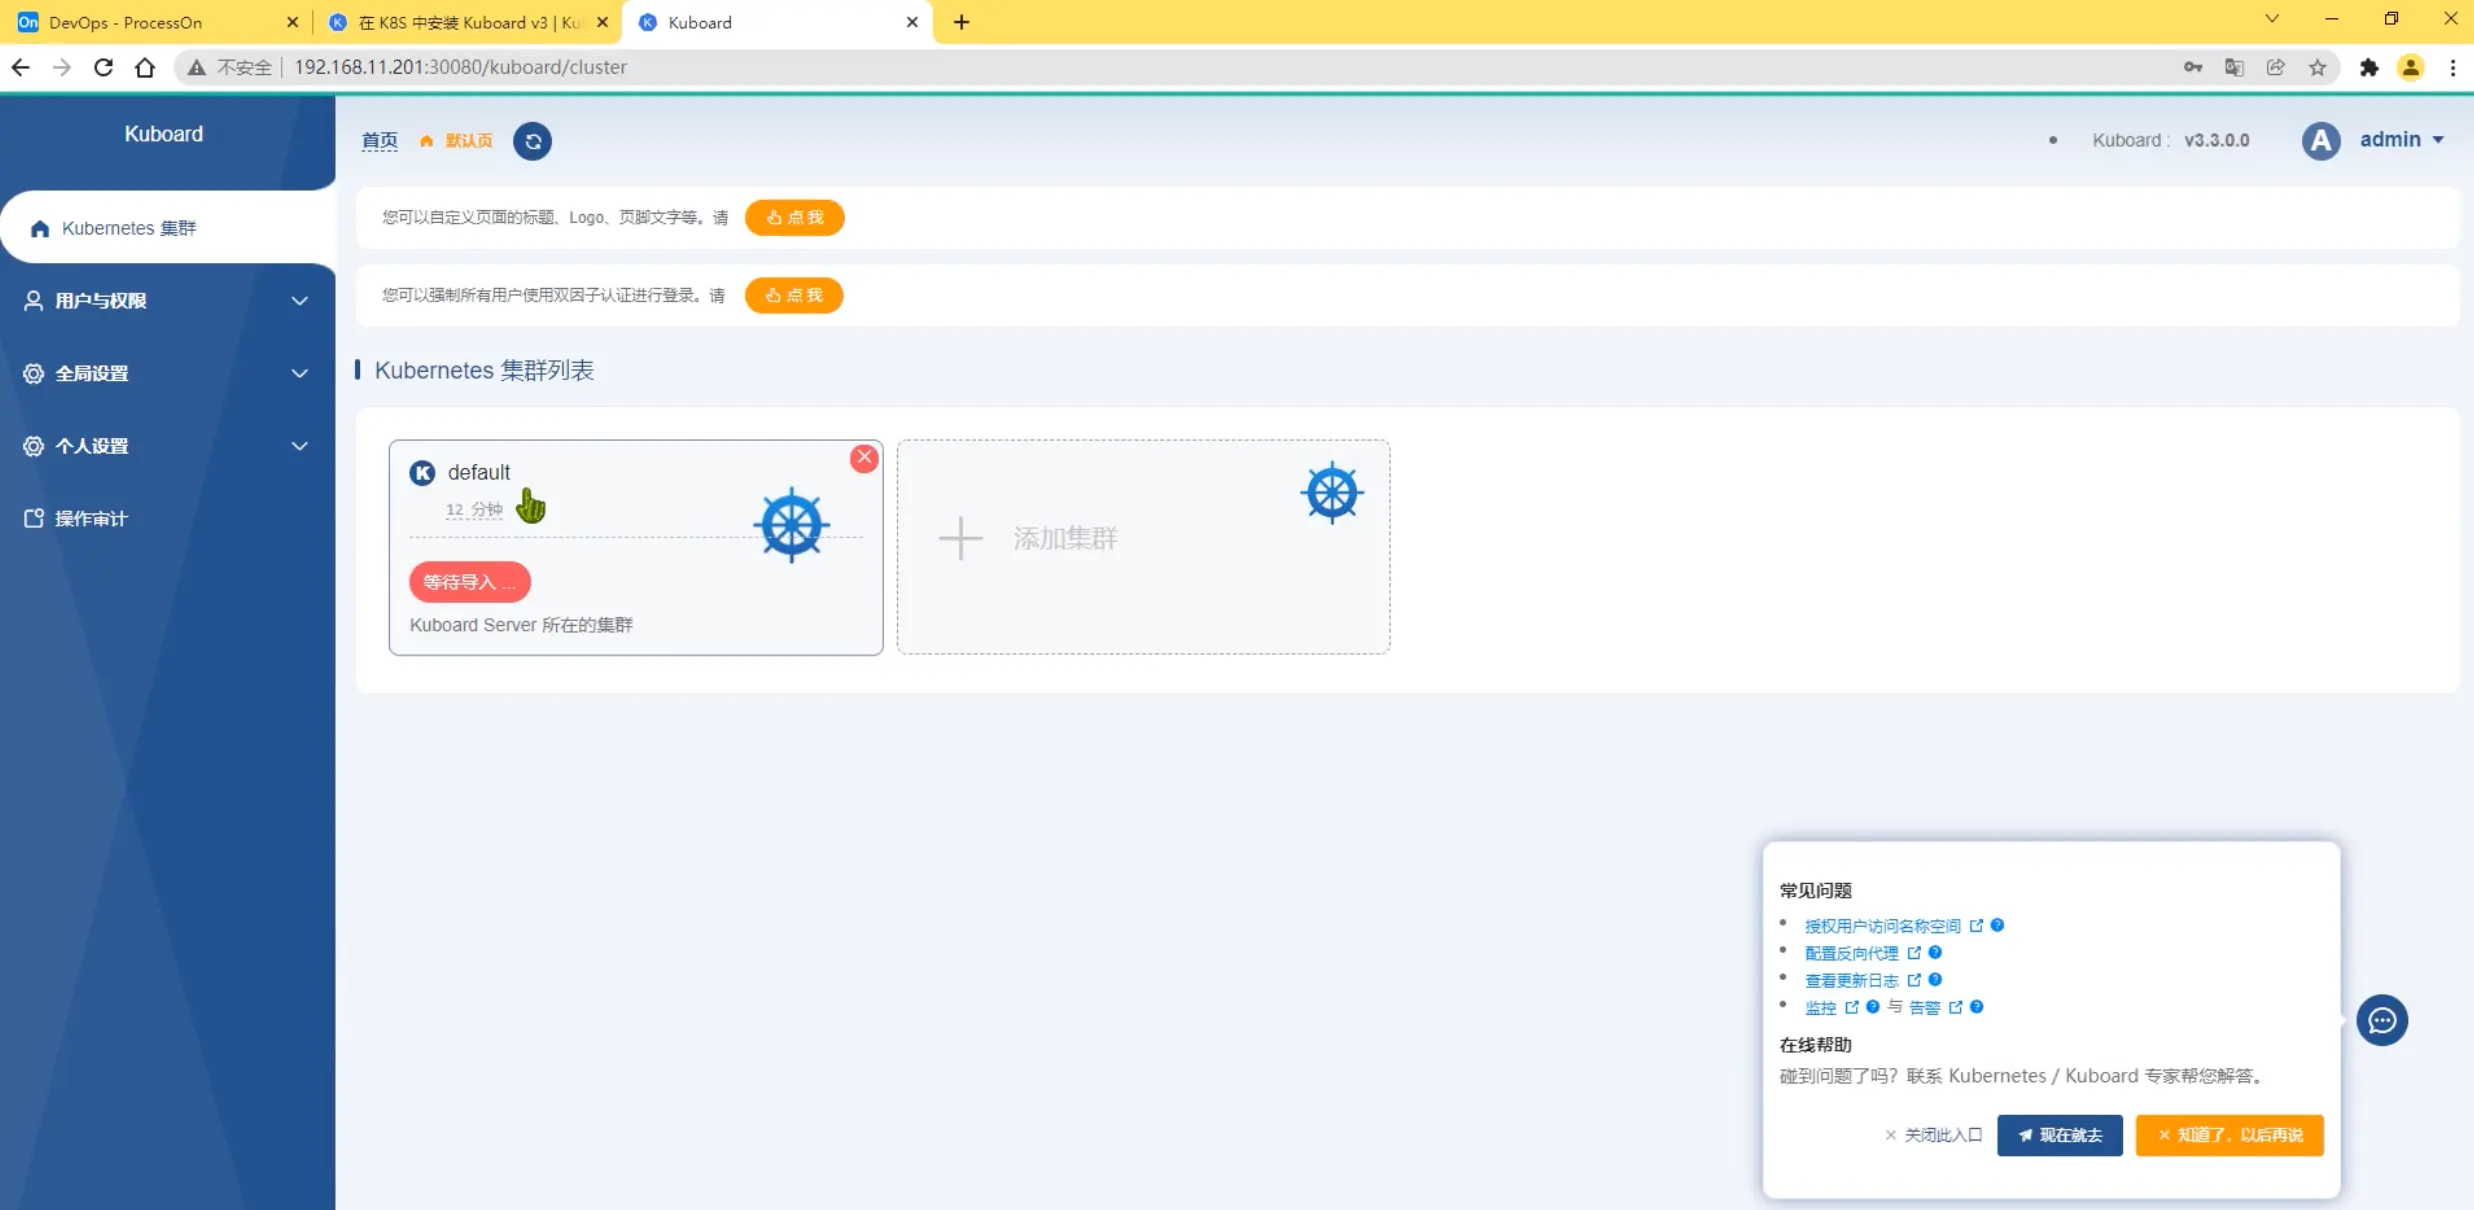 On DevOps - ProcessOn
在 K8S 中安装 Kuboard v3 | Ku
Kuboard
不安全 192.168.11.201:30080/kuboard/cluster
Kuboard
首页 默认页
Kuboard : v3.3.0.0
A admin
Kubernetes 集群
用户与权限
全局设置
个人设置
操作审计
您可以自定义页面的标题、Logo、页脚文字等。请 点 我
您可以强制所有用户使用双因子认证进行登录。请 点 我
Kubernetes 集群列表
K default
12 分钟
等待导入 ...
Kuboard Server 所在的集群
添加集群
常见问题
授权用户访问名称空间
配置反向代理
查看更新日志
监控 与 告警
在线帮助
碰到问题了吗？联系 Kubernetes / Kuboard 专家帮您解答。
× 关闭此入口 现在就去 × 知道了，以后再说